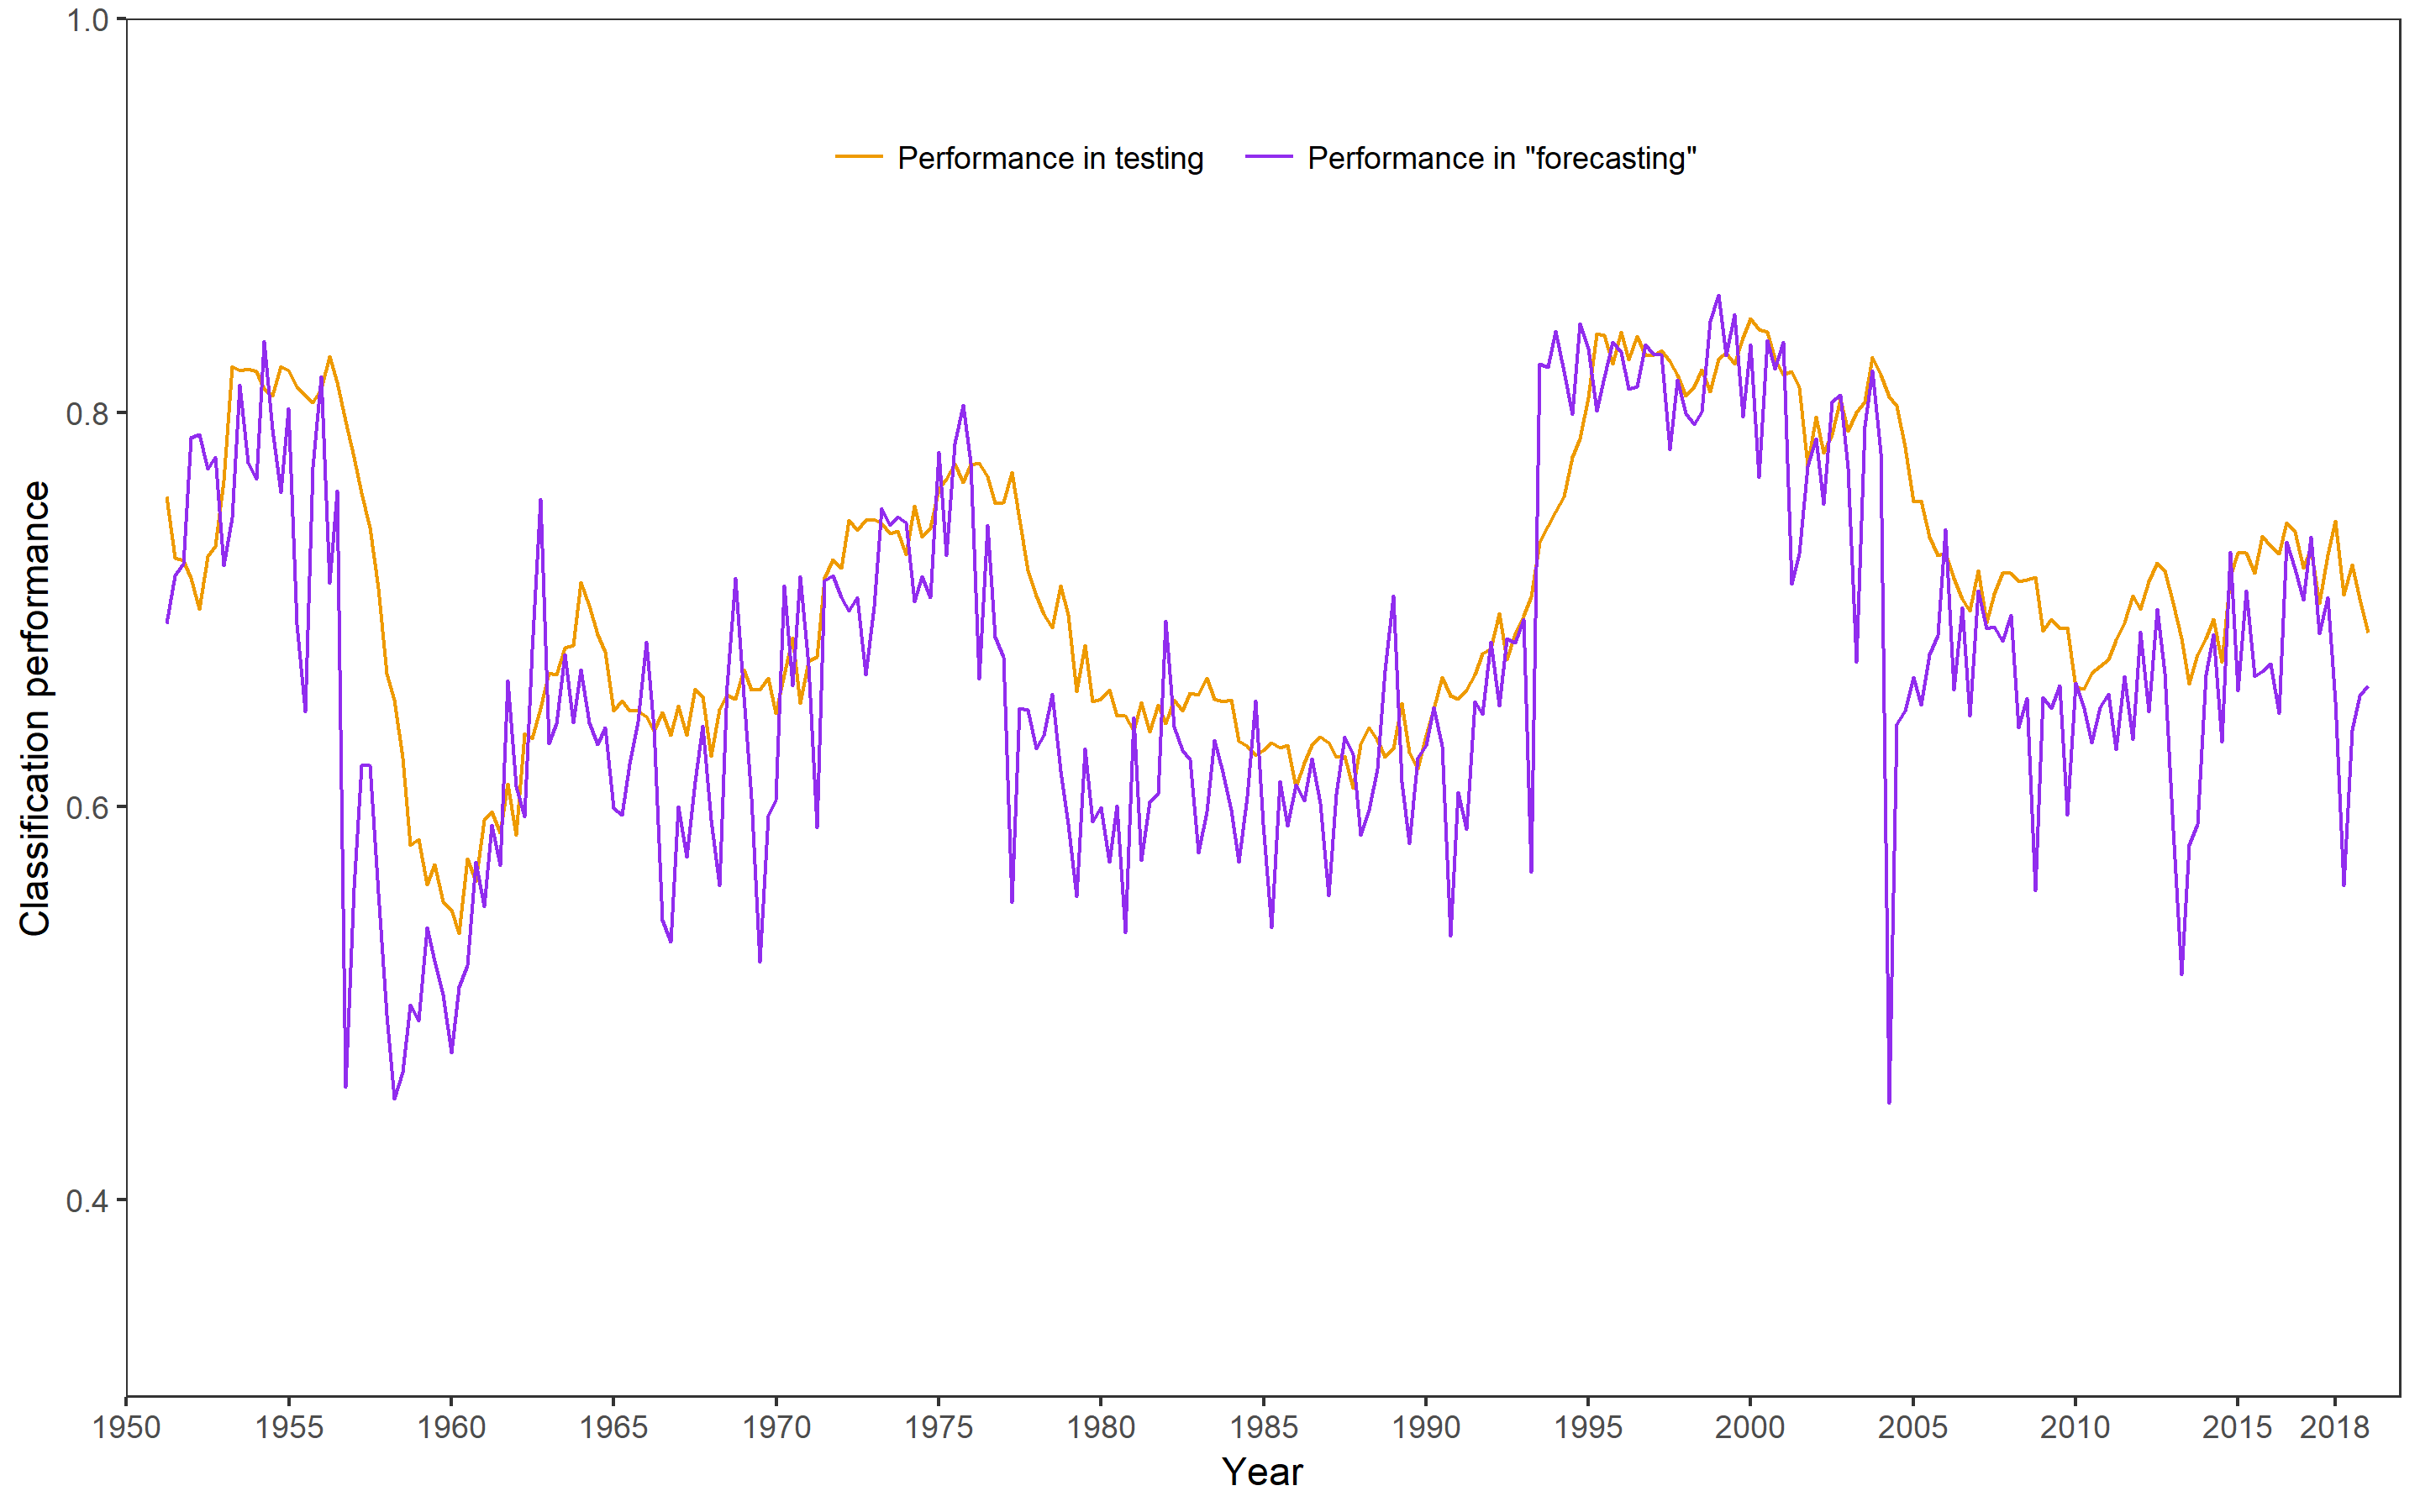 1.0
Performance in testing
Performance in "forecasting"
0.8
Classification performance
0.6
0.4
1950 1955 1960 1965 1970 1975 1980 1985 1990 1995 2000 2005 2010 2015 2018
Year